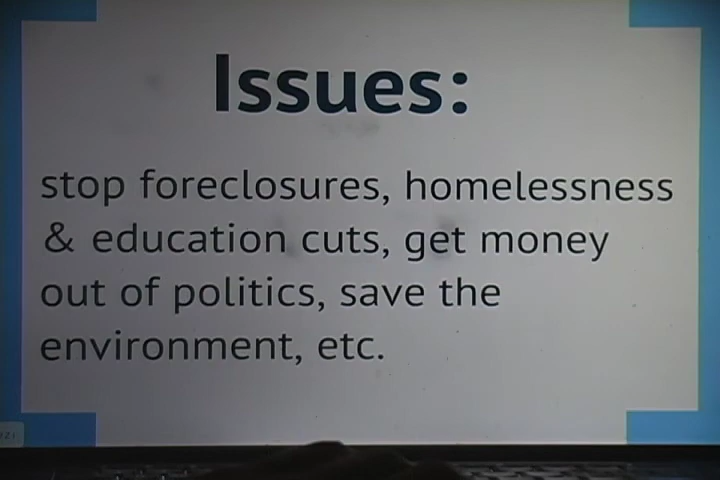 Issues:
stop foreclosures, homelessness
& education cuts, get money
out of politics, save the
environment, etc.